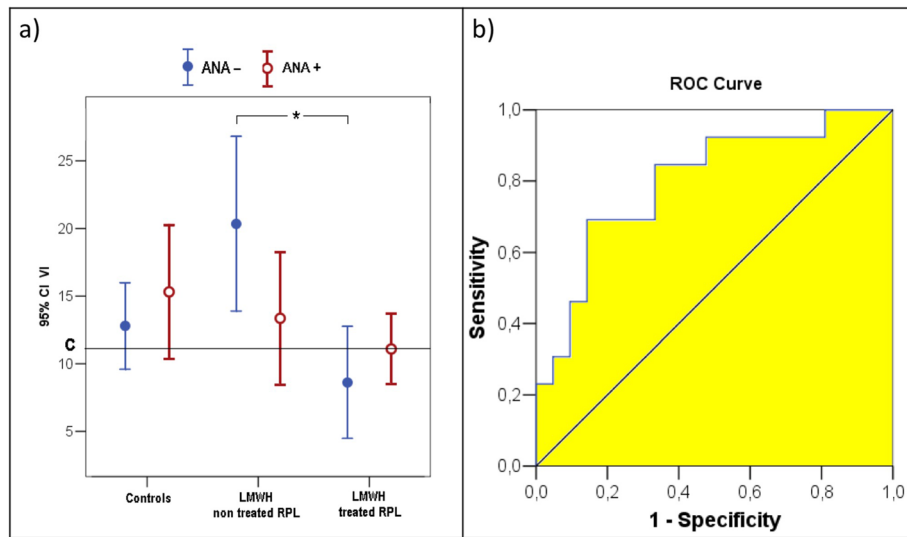 a)
ANA – ANA +
25
20
15
10
5
95% CI VI
C
*
Controls
LMWH
non treated RPL
LMWH
treated RPL
b)
ROC Curve
1,0
0,8
0,6
0,4
0,2
0,0
Sensitivity
0,0 0,2 0,4 0,6 0,8 1,0
1 - Specificity